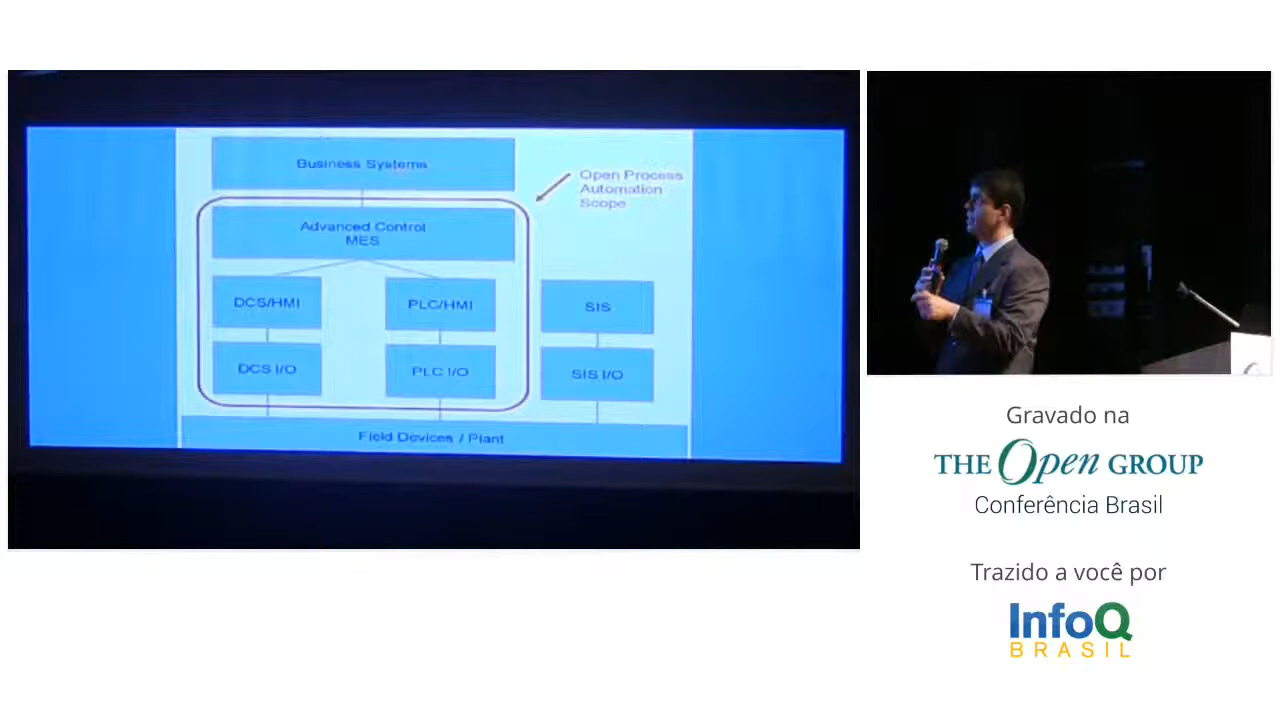 Business Systems
Open Process
Automation
Scope
Advanced Control
MES
DCS/HMI
PLC/HMI
SIS
DCS I/O
PLC I/O
SIS I/O
Field Devices / Plant
Gravado na
THE Open GROUP
Conferência Brasil
Trazido a você por
InfoQ
BRASIL